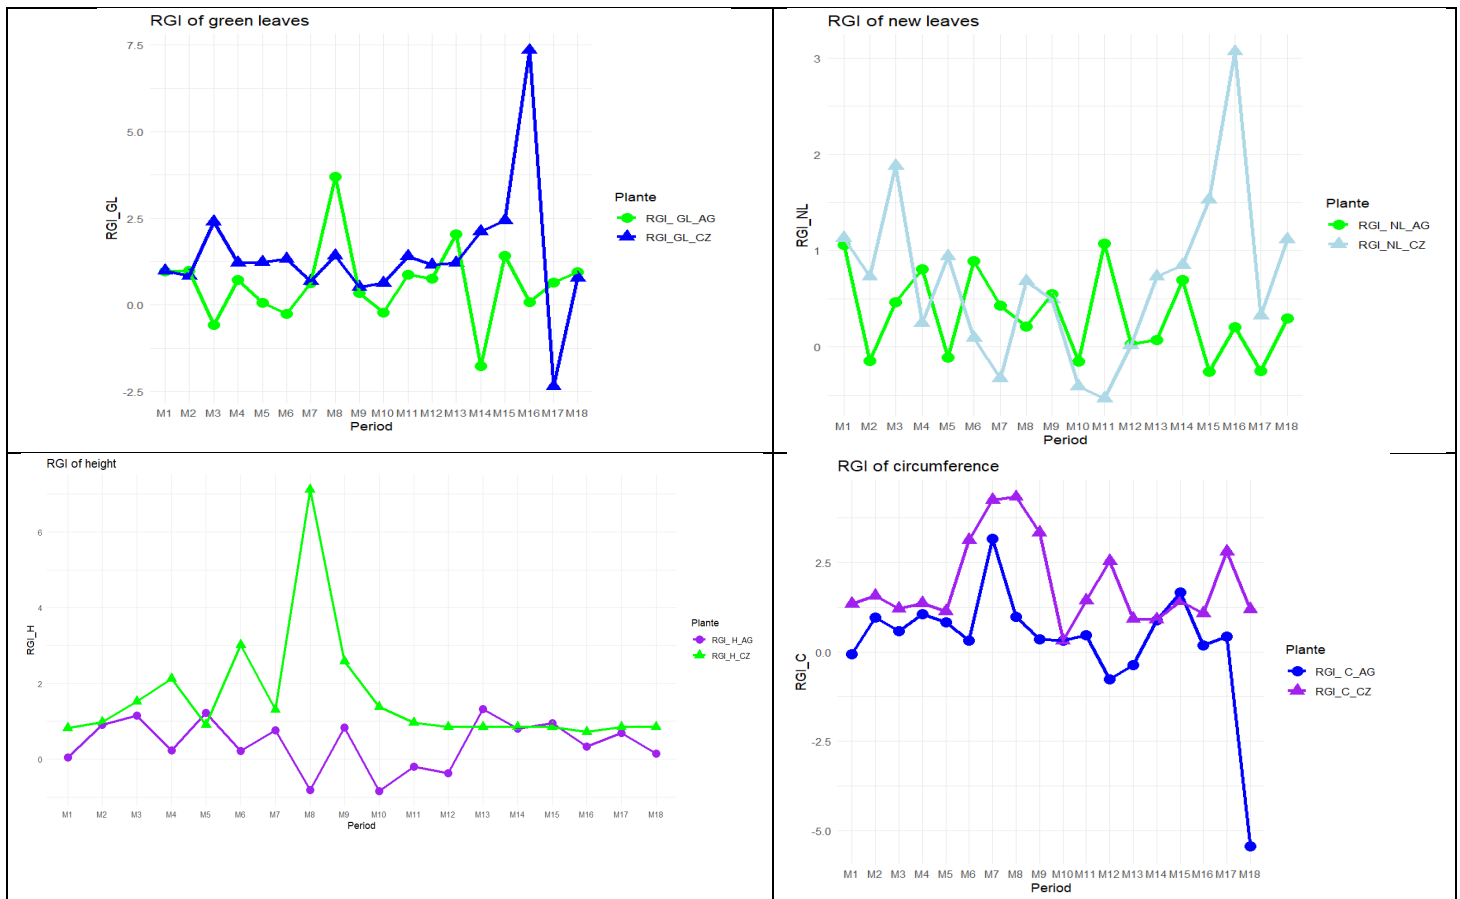 RGI of green leaves
7.5
5.0
2.5
0.0
-2.5
RGI_GL
M1 M2 M3 M4 M5 M6 M7 M8 M9 M10 M11 M12 M13 M14 M15 M16 M17 M18
Period
Plante
RGI_ GL_AG
RGI_GL_CZ
RGI of new leaves
3
2
1
0
RGI_NL
M1 M2 M3 M4 M5 M6 M7 M8 M9 M10 M11 M12 M13 M14 M15 M16 M17 M18
Period
Plante
RGI_ NL_AG
RGI_NL_CZ
RGI of height
6
4
2
0
RGI_H
M1 M2 M3 M4 M5 M6 M7 M8 M9 M10 M11 M12 M13 M14 M15 M16 M17 M18
Period
Plante
RGI_ H_AG
RGI_H_CZ
RGI of circumference
2.5
0.0
-2.5
-5.0
RGI_C
M1 M2 M3 M4 M5 M6 M7 M8 M9 M10 M11 M12 M13 M14 M15 M16 M17 M18
Period
Plante
RGI_ C_AG
RGI_C_CZ